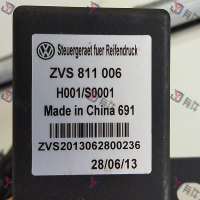 Steuergeraet fuer Reifendruck
ZVS 811 006
H001/S0001
Made in China 691
ZVS2013062800236
28/06/13